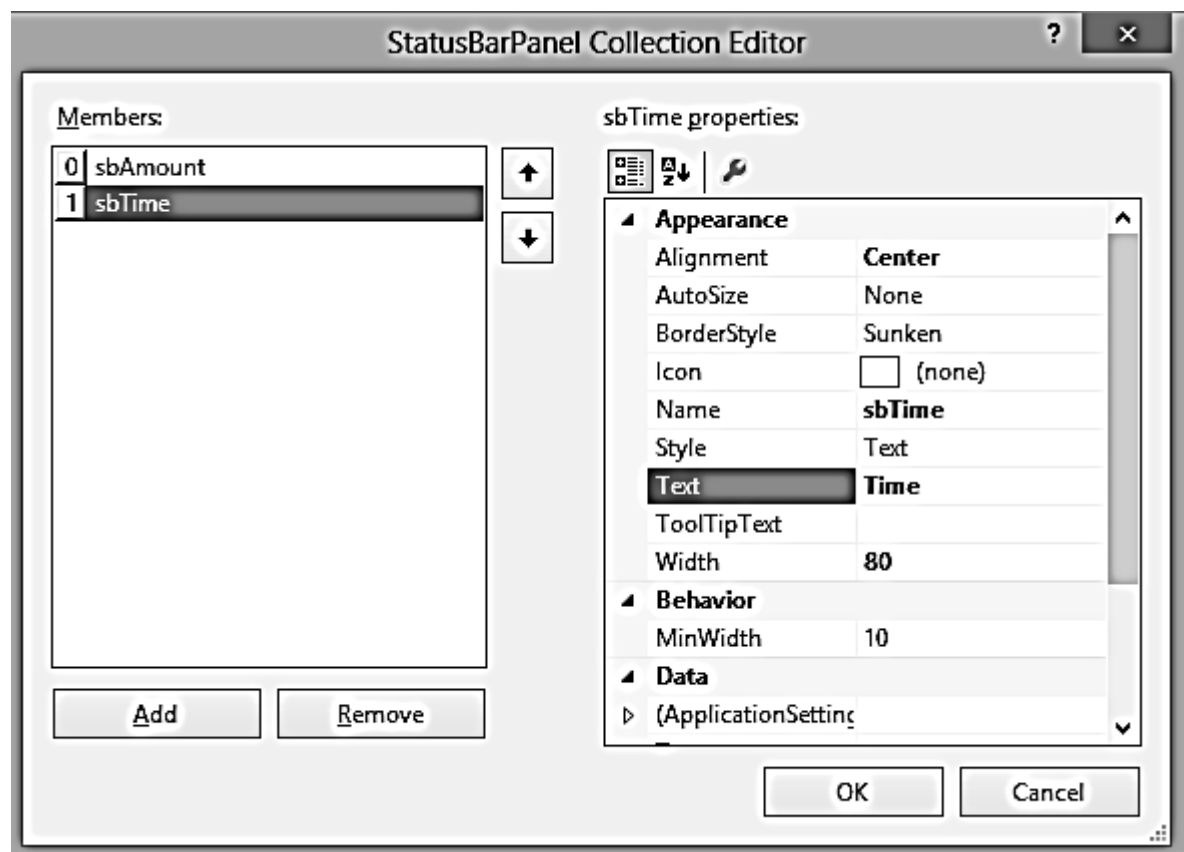 StatusBarPanel Collection Editor
? ×
Members:
0 sbAmount
1 sbTime
Add Remove
sbTime properties:
Appearance
Alignment Center
AutoSize None
BorderStyle Sunken
Icon (none)
Name sbTime
Style Text
Text Time
ToolTipText
Width 80
Behavior
MinWidth 10
Data
(ApplicationSetting
OK Cancel